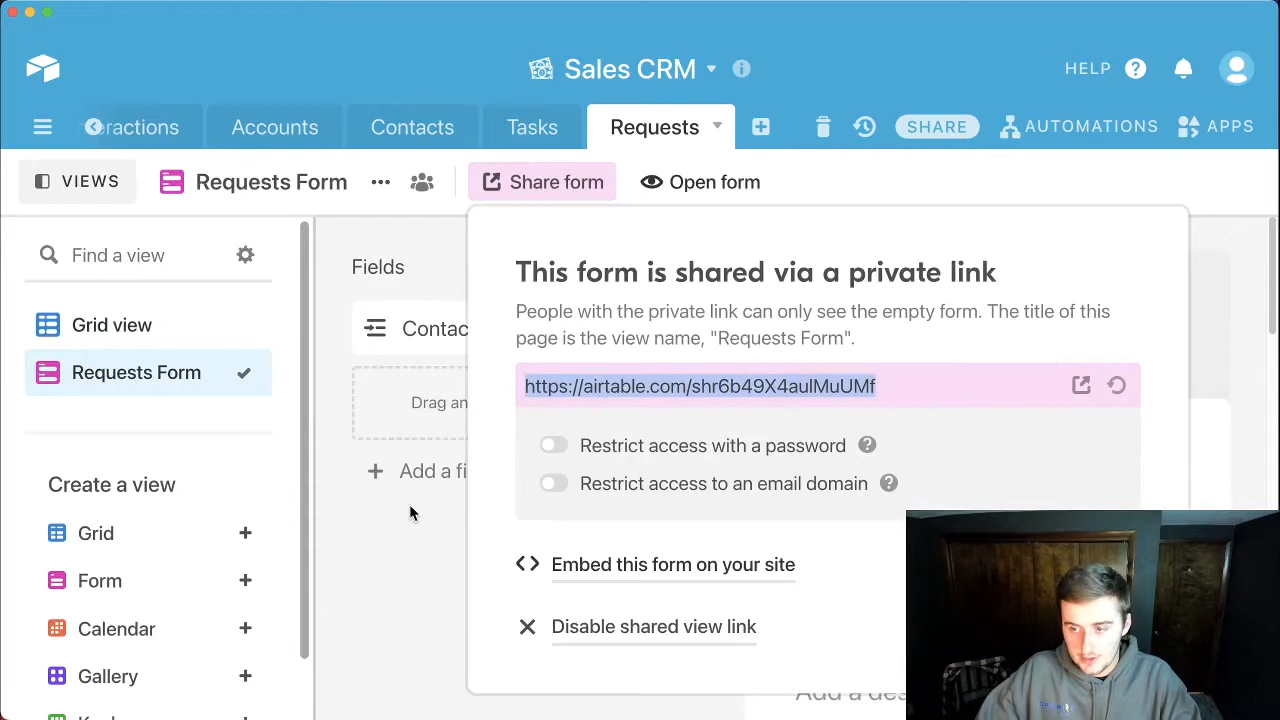 Sales CRM
HELP
eractions
Accounts
Contacts
Tasks
Requests
SHARE
AUTOMATIONS
APPS
VIEWS
Requests Form
Share form
Open form
Find a view
Grid view
Requests Form
Create a view
Grid
Form
Calendar
Gallery
Fields
Contac
Drag an
Add a fi
This form is shared via a private link
People with the private link can only see the empty form. The title of this
page is the view name, "Requests Form".
https://airtable.com/shr6b49X4aulMuUMf
Restrict access with a password
Restrict access to an email domain
Embed this form on your site
Disable shared view link
Add a des